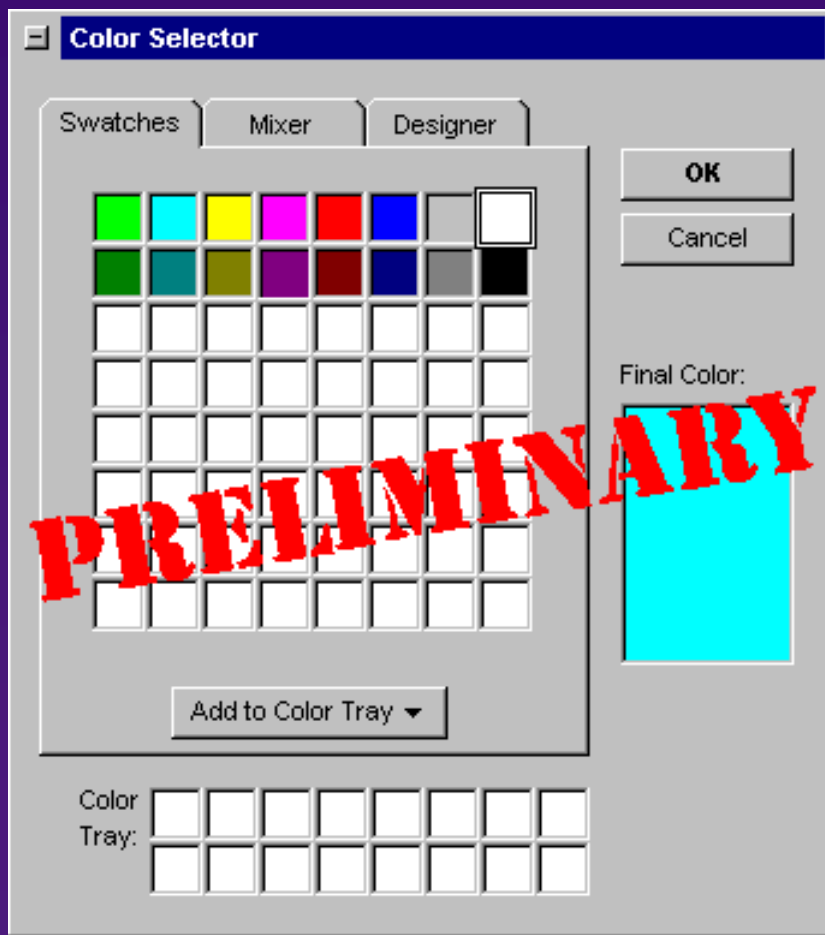 Color Selector
Swatches
Mixer
Designer
OK
Cancel
Final Color:
PRELIMINARY
Add to Color Tray
Color
Tray: